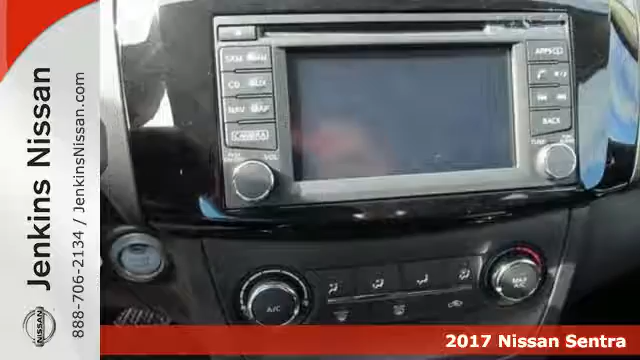 Jenkins Nissan
888-706-2134 / JenkinsNissan.com
NISSAN
CD
APPS
NAV MAP
CAMERA
BACK
VOL
TUNE
A/C
MAX A/C
2017 Nissan Sentra